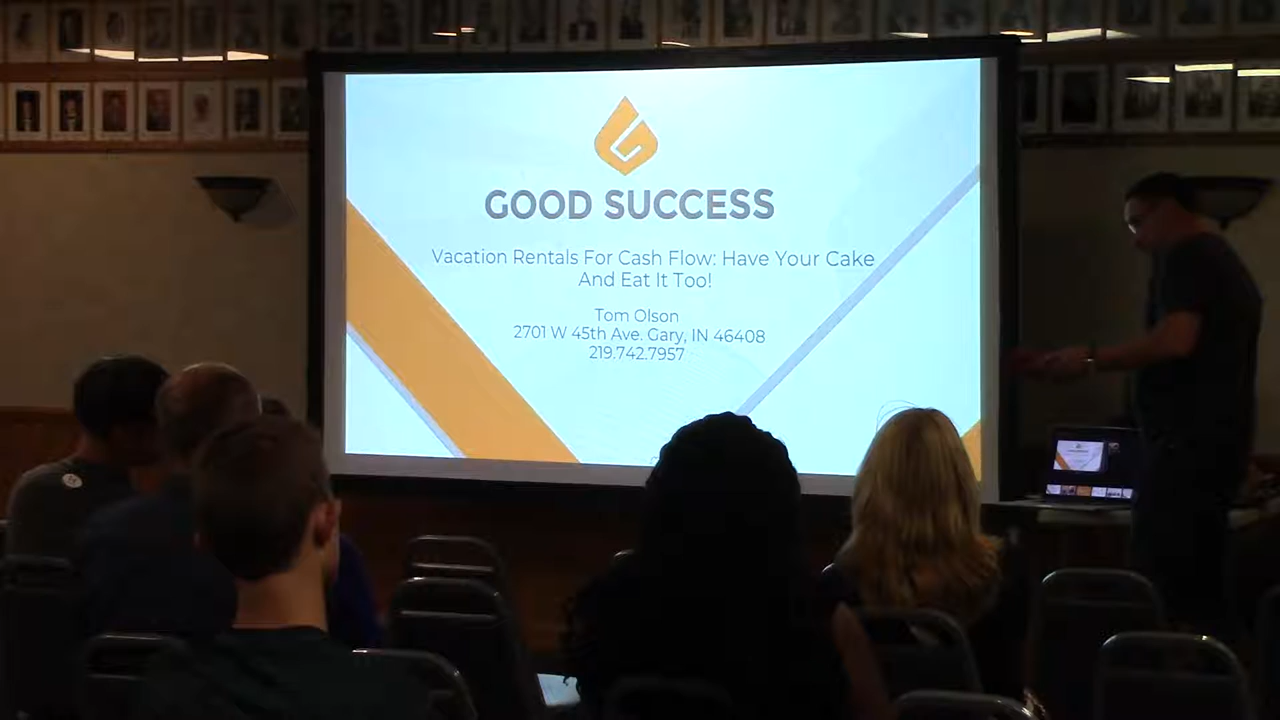 GOOD SUCCESS
Vacation Rentals For Cash Flow: Have Your Cake
And Eat It Too!
Tom Olson
2701 W 45th Ave. Gary, IN 46408
219.742.7957